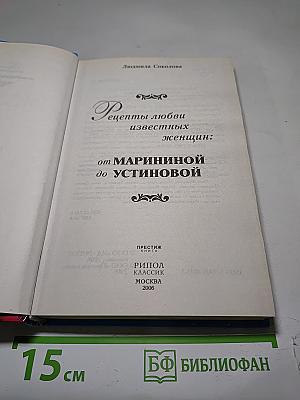 Людмила Соколова
Рецепты любви
известных
женщин:
от МАРИНИНОЙ
до УСТИНОВОЙ
ПРЕСТИЖ
КНИГА
РИПОЛ
КЛАССИК
МОСКВА
2006
15 см
БФ БИБЛИОФАН